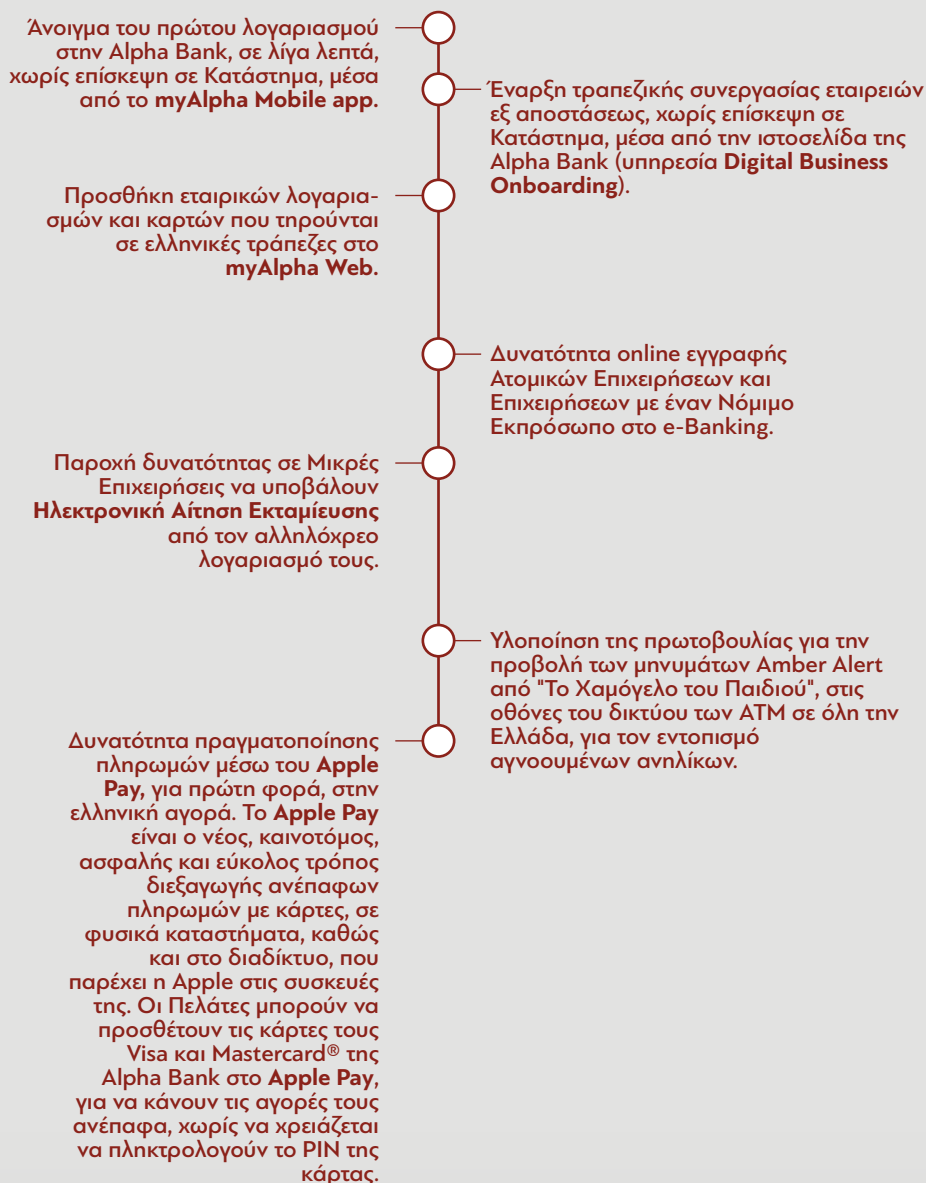 Άνοιγμα του πρώτου λογαριασμού
στην Alpha Bank, σε λίγα λεπτά,
χωρίς επίσκεψη σε Κατάστημα, μέσα
από το myAlpha Mobile app.
Έναρξη τραπεζικής συνεργασίας εταιρειών
εξ αποστάσεως, χωρίς επίσκεψη σε
Κατάστημα, μέσα από την ιστοσελίδα της
Alpha Bank (υπηρεσία Digital Business
Onboarding).
Προσθήκη εταιρικών λογαρια-
σμών και καρτών που τηρούνται
σε ελληνικές τράπεζες στο
myAlpha Web.
Δυνατότητα online εγγραφής
Ατομικών Επιχειρήσεων και
Επιχειρήσεων με έναν Νόμιμο
Εκπρόσωπο στο e-Banking.
Παροχή δυνατότητας σε Μικρές
Επιχειρήσεις να υποβάλουν
Ηλεκτρονική Αίτηση Εκταμίευσης
από τον αλληλόχρεο
λογαριασμό τους.
Υλοποίηση της πρωτοβουλίας για την
προβολή των μηνυμάτων Amber Alert
από "Το Χαμόγελο του Παιδιού", στις
οθόνες του δικτύου των ATM σε όλη την
Ελλάδα, για τον εντοπισμό
αγνοουμένων ανηλίκων.
Δυνατότητα πραγματοποίησης
πληρωμών μέσω του Apple
Pay, για πρώτη φορά, στην
ελληνική αγορά. Το Apple Pay
είναι ο νέος, καινοτόμος,
ασφαλής και εύκολος τρόπος
διεξαγωγής ανέπαφων
πληρωμών με κάρτες, σε
φυσικά καταστήματα, καθώς
και στο διαδίκτυο, που
παρέχει η Apple στις συσκευές
της. Οι Πελάτες μπορούν να
προσθέτουν τις κάρτες τους
Visa και Mastercard® της
Alpha Bank στο Apple Pay,
για να κάνουν τις αγορές τους
ανέπαφα, χωρίς να χρειάζεται
να πληκτρολογούν το PIN της
κάρτας.